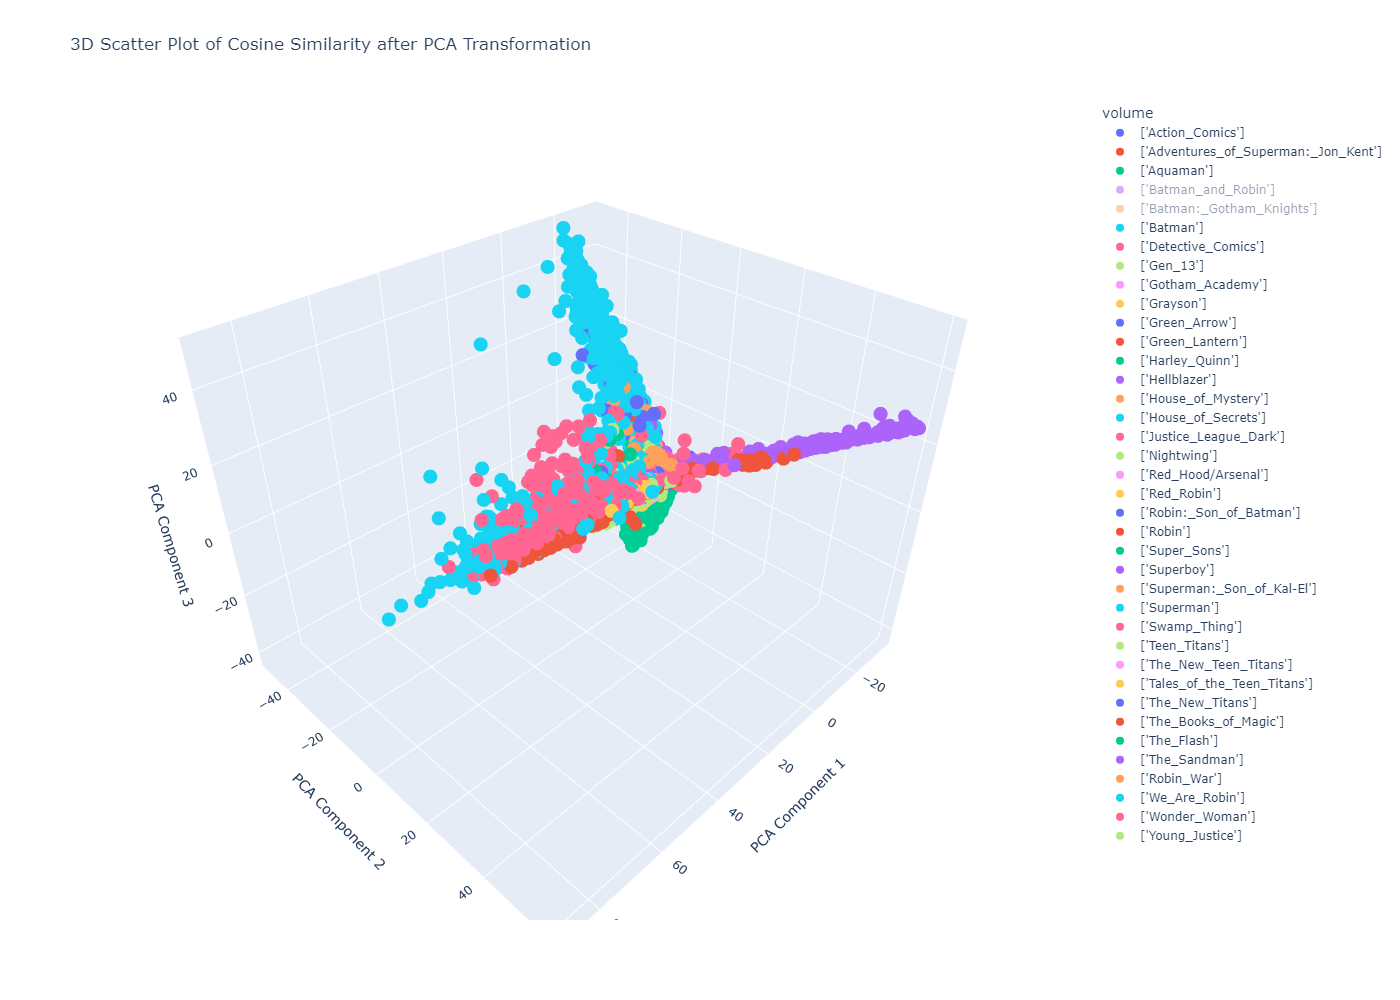 3D Scatter Plot of Cosine Similarity after PCA Transformation
volume
['Action_Comics']
['Adventures_of_Superman:_Jon_Kent']
['Aquaman']
['Batman_and_Robin']
['Batman:_Gotham_Knights']
['Batman']
['Detective_Comics']
['Gen_13']
['Gotham_Academy']
['Grayson']
['Green_Arrow']
['Green_Lantern']
['Harley_Quinn']
['Hellblazer']
['House_of_Mystery']
['House_of_Secrets']
['Justice_League_Dark']
['Nightwing']
['Red_Hood/Arsenal']
['Red_Robin']
['Robin:_Son_of_Batman']
['Robin']
['Super_Sons']
['Superboy']
['Superman:_Son_of_Kal-El']
['Superman']
['Swamp_Thing']
['Teen_Titans']
['The_New_Teen_Titans']
['Tales_of_the_Teen_Titans']
['The_New_Titans']
['The_Books_of_Magic']
['The_Flash']
['The_Sandman']
['Robin_War']
['We_Are_Robin']
['Wonder_Woman']
['Young_Justice']
PCA Component 3
40
20
0
−20
−40
PCA Component 2
−40
−20
0
20
40
PCA Component 1
−20
0
20
40
60